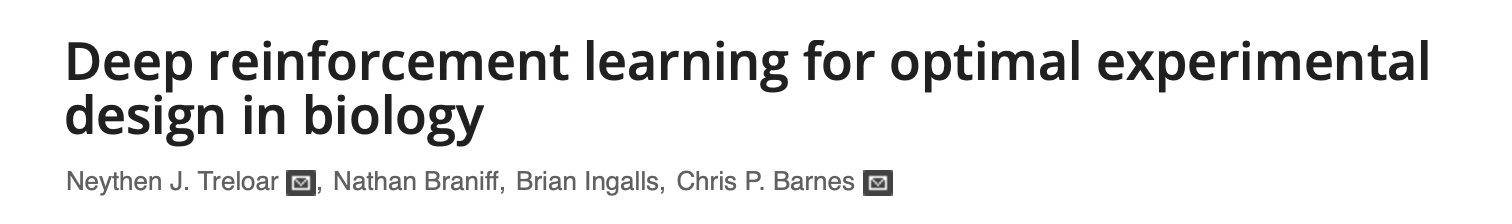 Deep reinforcement learning for optimal experimental
design in biology
Neythen J. Treloar, Nathan Braniff, Brian Ingalls, Chris P. Barnes